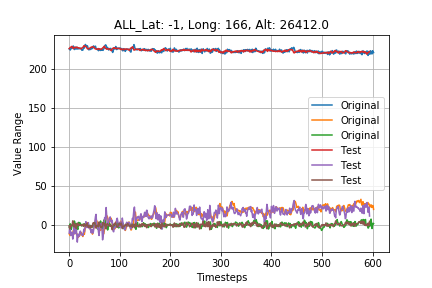 ALL_Lat: -1, Long: 166, Alt: 26412.0
Value Range
200
150
100
50
0
Original
Original
Original
Test
Test
Test
0
100
200
300
400
500
600
Timesteps